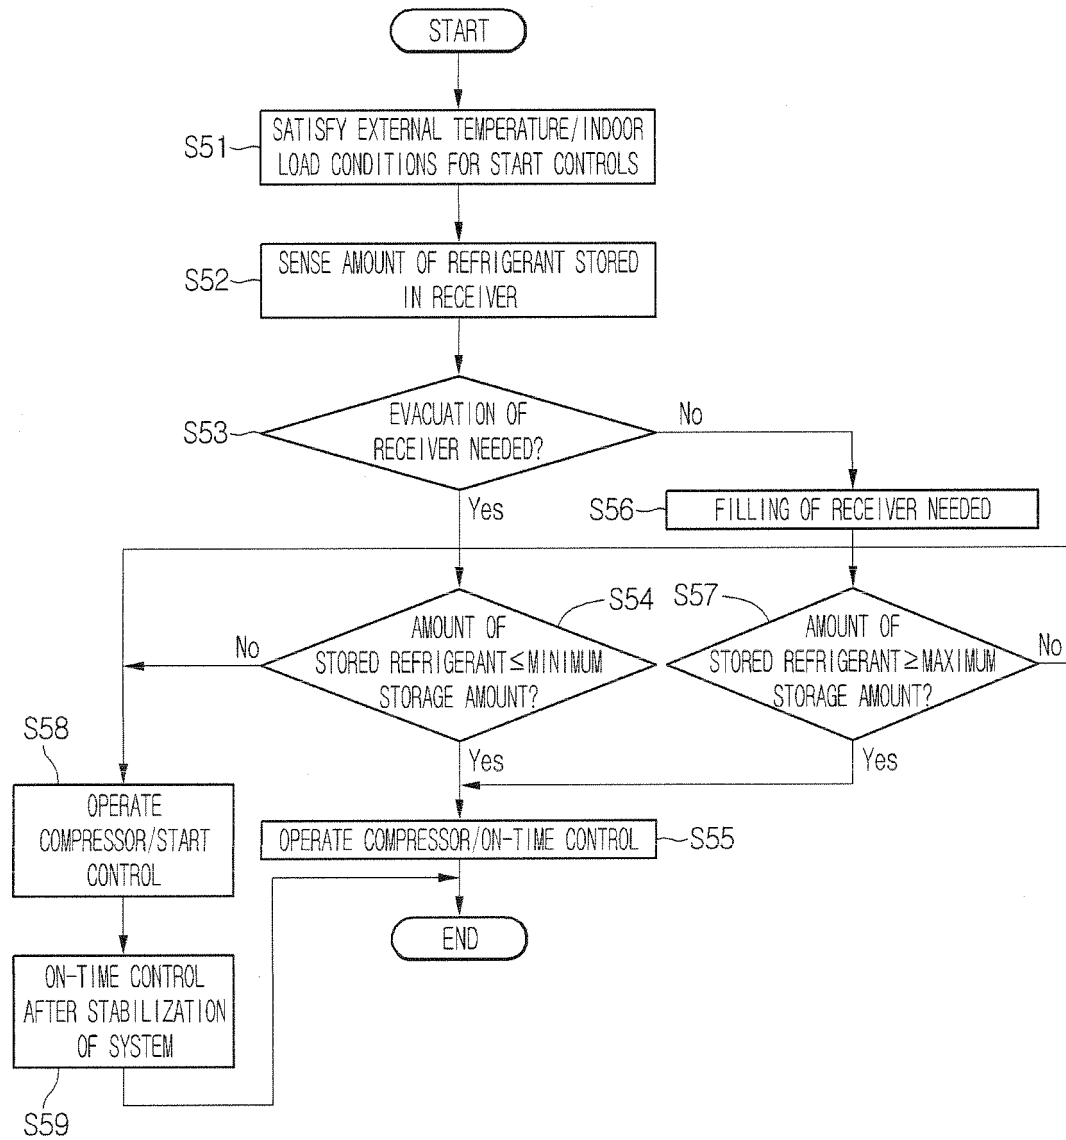 START
S51
SATISFY EXTERNAL TEMPERATURE/INDOOR
LOAD CONDITIONS FOR START CONTROLS
S52
SENSE AMOUNT OF REFRIGERANT STORED
IN RECEIVER
S53
EVACUATION OF
RECEIVER NEEDED?
No
Yes
S56
FILLING OF RECEIVER NEEDED
S54
S57
No
AMOUNT OF
STORED REFRIGERANT≤MINIMUM
STORAGE AMOUNT?
AMOUNT OF
STORED REFRIGERANT≥MAXIMUM
STORAGE AMOUNT?
No
Yes
Yes
S58
OPERATE
COMPRESSOR/START
CONTROL
OPERATE COMPRESSOR/ON-TIME CONTROL
S55
END
ON-TIME CONTROL
AFTER STABILIZATION
OF SYSTEM
S59